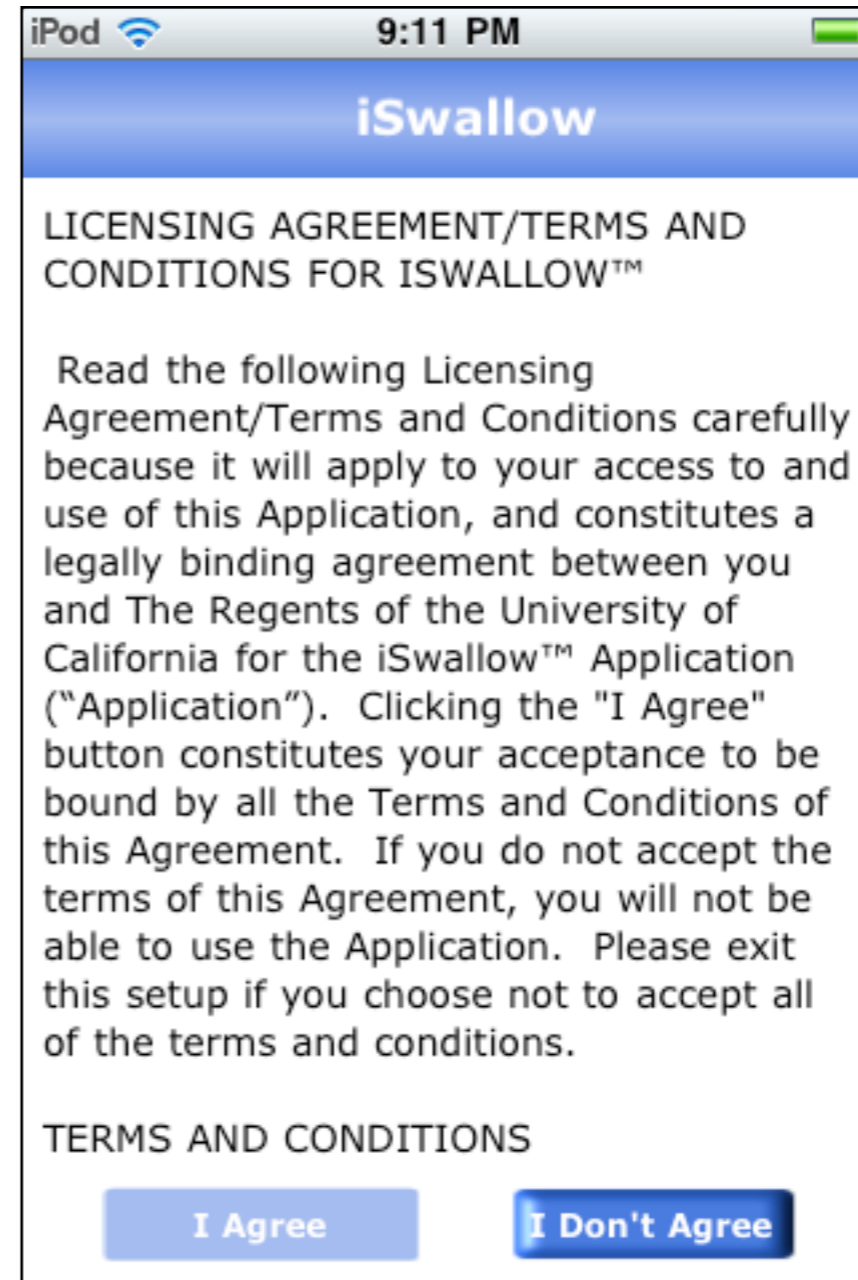 iPod 9:11 PM
iSwallow
LICENSING AGREEMENT/TERMS AND
CONDITIONS FOR ISWALLOW™
Read the following Licensing
Agreement/Terms and Conditions carefully
because it will apply to your access to and
use of this Application, and constitutes a
legally binding agreement between you
and The Regents of the University of
California for the iSwallow™ Application
(“Application”).  Clicking the "I Agree"
button constitutes your acceptance to be
bound by all the Terms and Conditions of
this Agreement.  If you do not accept the
terms of this Agreement, you will not be
able to use the Application.  Please exit
this setup if you choose not to accept all
of the terms and conditions.
TERMS AND CONDITIONS
I Agree I Don't Agree